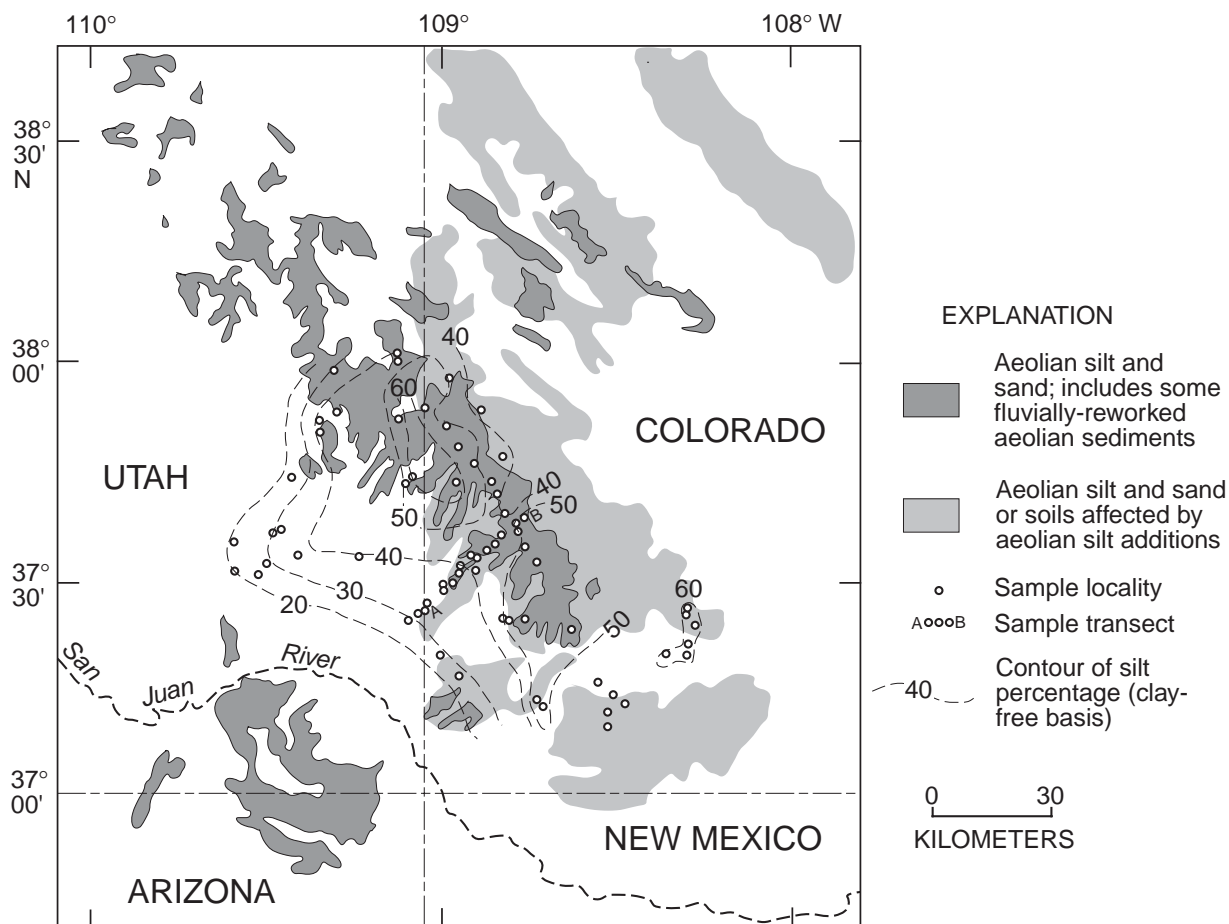 110°
109°
108° W
38°
30'
N
40
38°
00'
60
COLORADO
UTAH
40
50
B
50
40
37°
30'
30
60
20
A
50
San
Juan
River
37°
00'
NEW MEXICO
ARIZONA
EXPLANATION
Aeolian silt and
sand; includes some
fluvially-reworked
aeolian sediments
Aeolian silt and sand
or soils affected by
aeolian silt additions
Sample locality
A B Sample transect
40 Contour of silt
percentage (clay-
free basis)
0 30
KILOMETERS